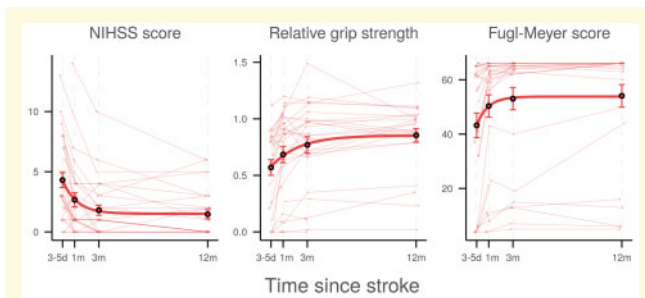 NIHSS score
Relative grip strength
Fugl-Meyer score
10
5
0
1.5
1.0
0.5
0.0
60
40
20
3-5d 1m 3m 12m
3-5d 1m 3m 12m
3-5d 1m 3m 12m
Time since stroke